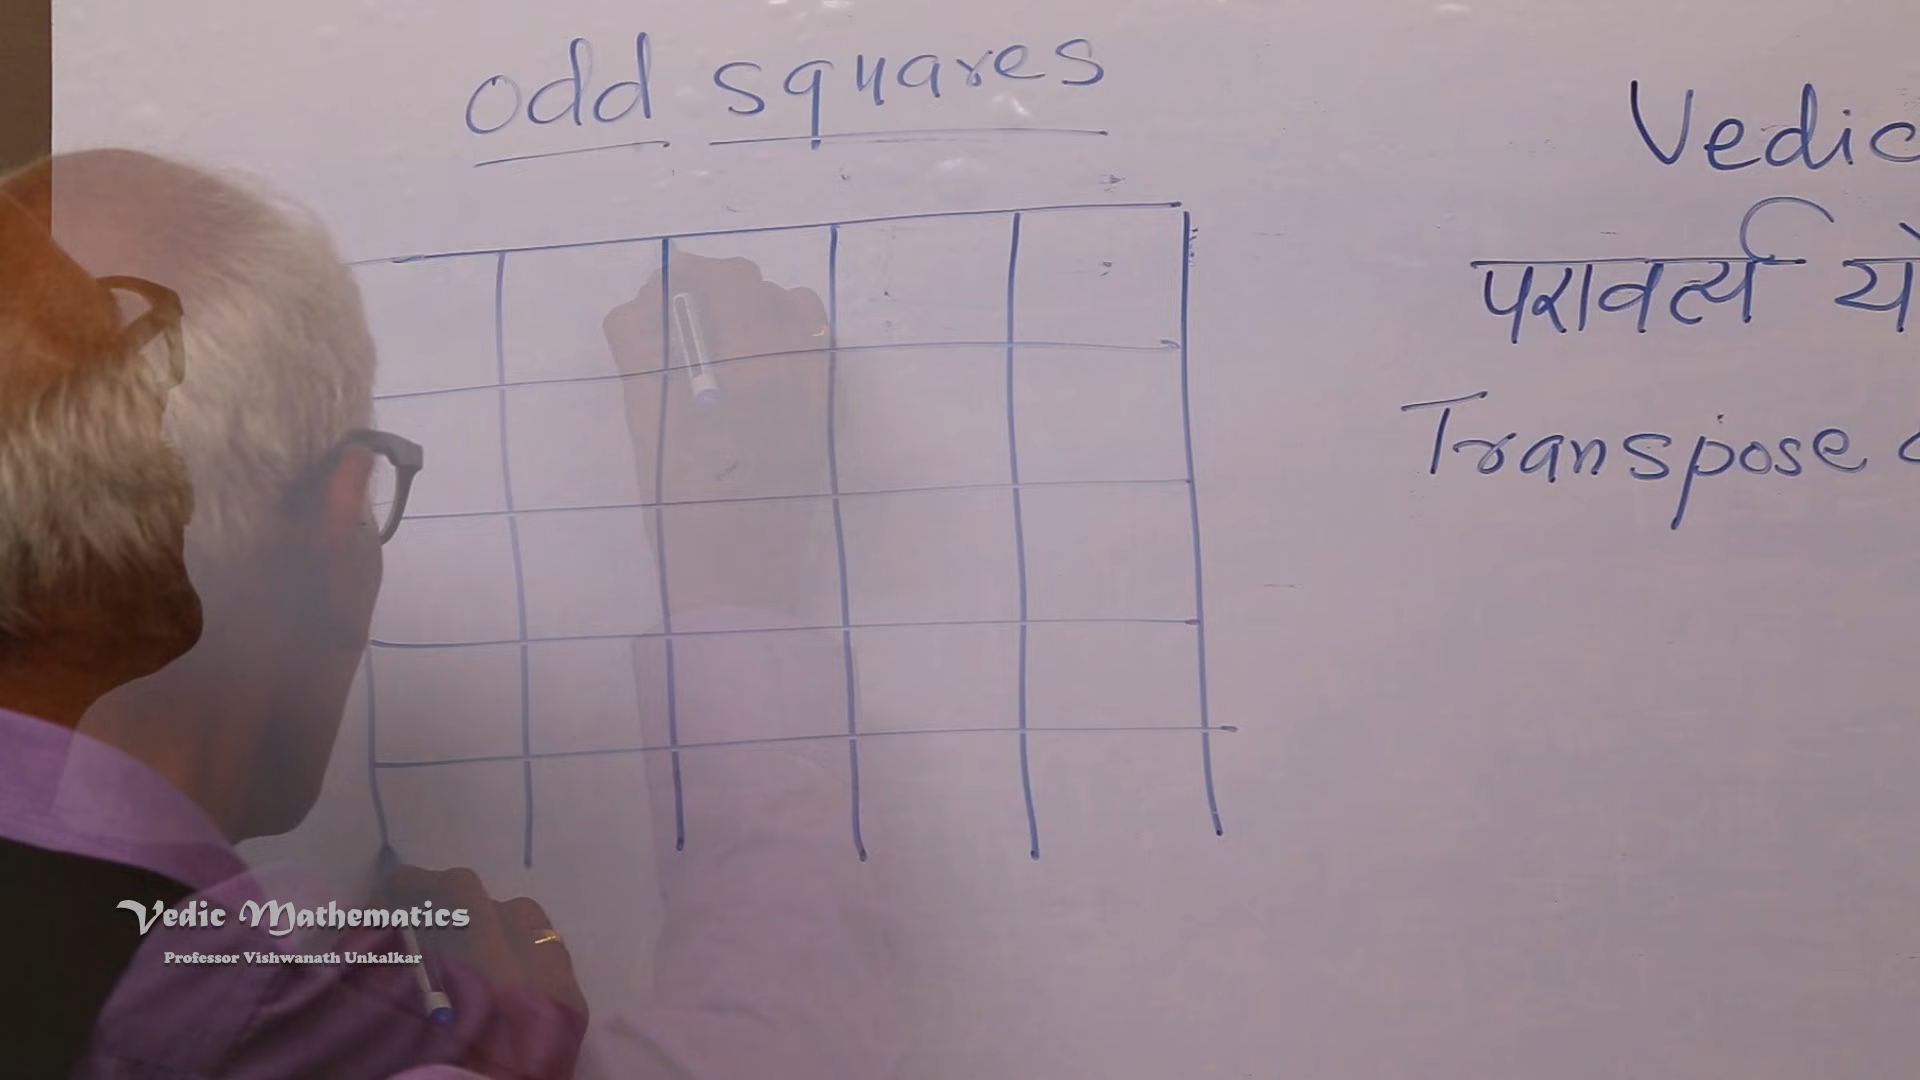 odd squares
Vedic
परावर्त्य
Transpose
Vedic Mathematics
Professor Vishwanath Unkalkar